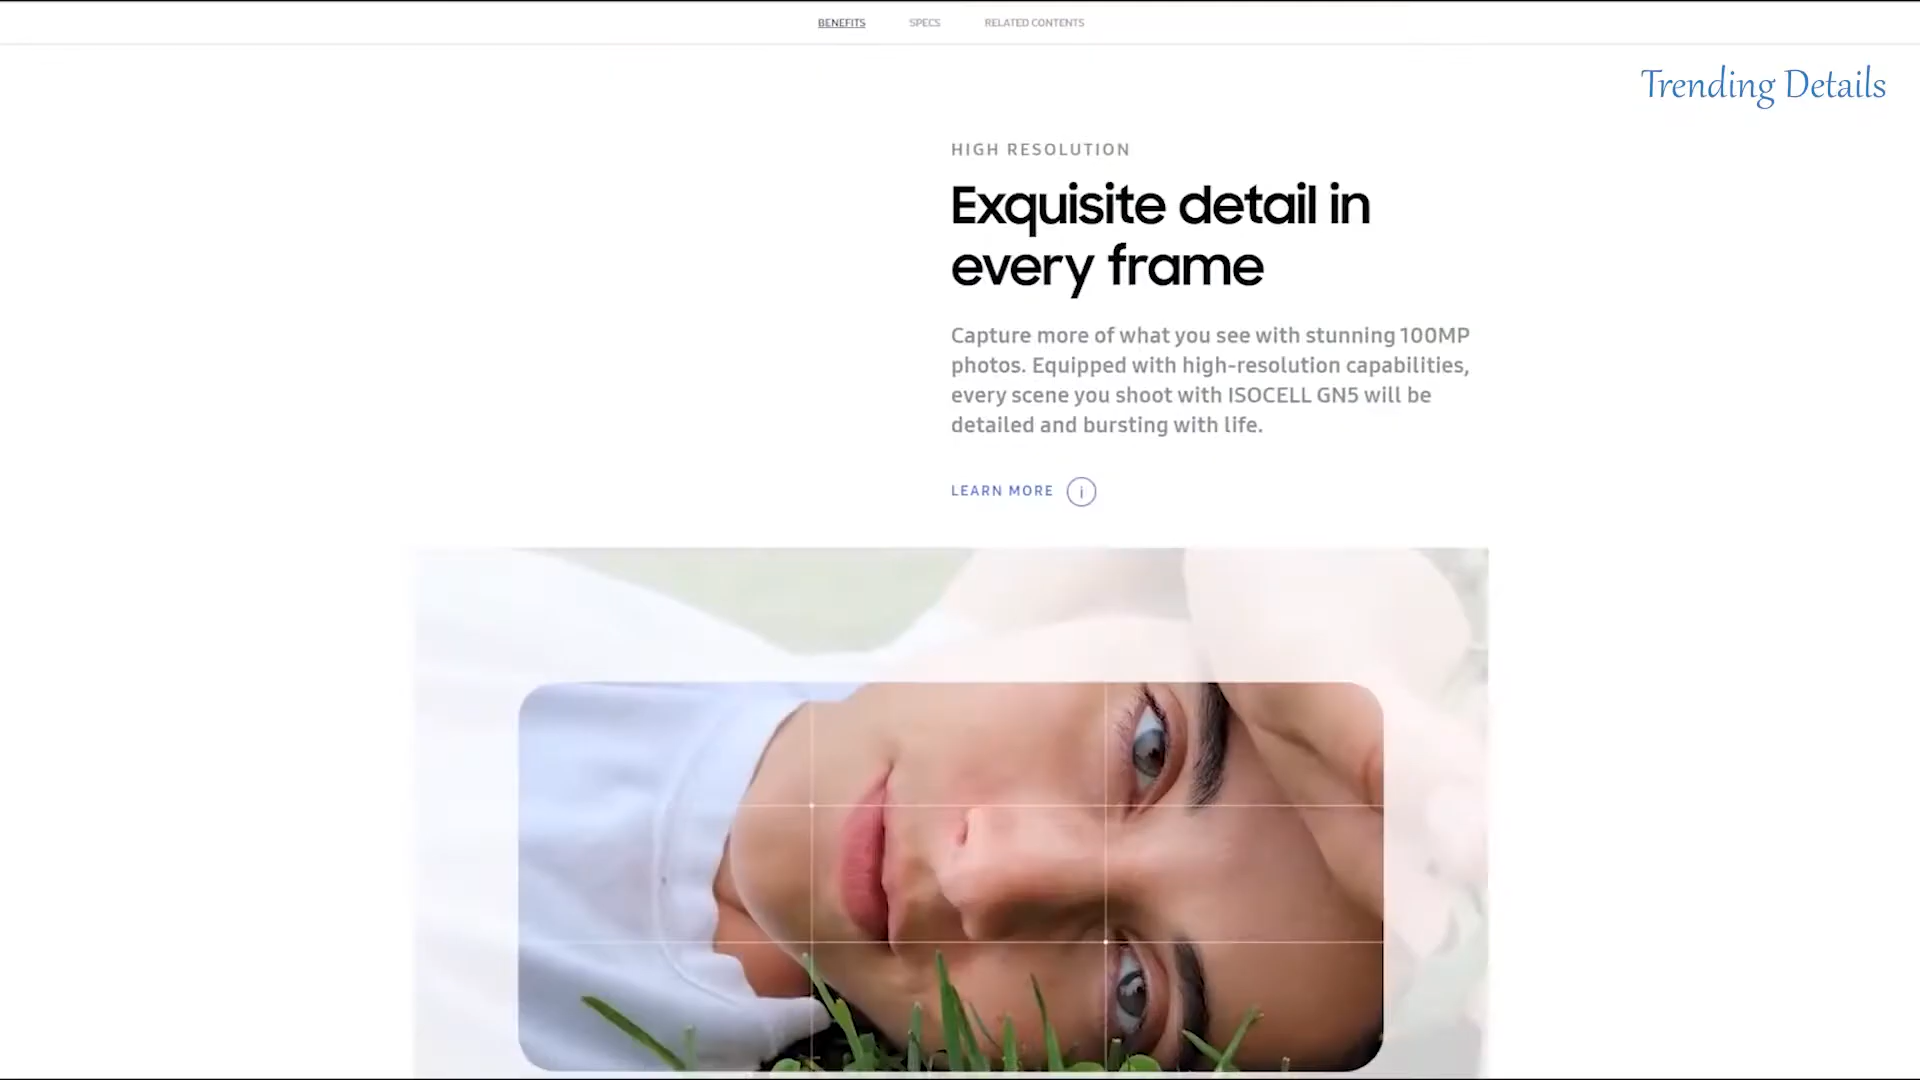 BENEFITS SPECS RELATED CONTENTS
Trending Details
HIGH RESOLUTION
Exquisite detail in
every frame
Capture more of what you see with stunning 100MP
photos. Equipped with high-resolution capabilities,
every scene you shoot with ISOCELL GN5 will be
detailed and bursting with life.
LEARN MORE i